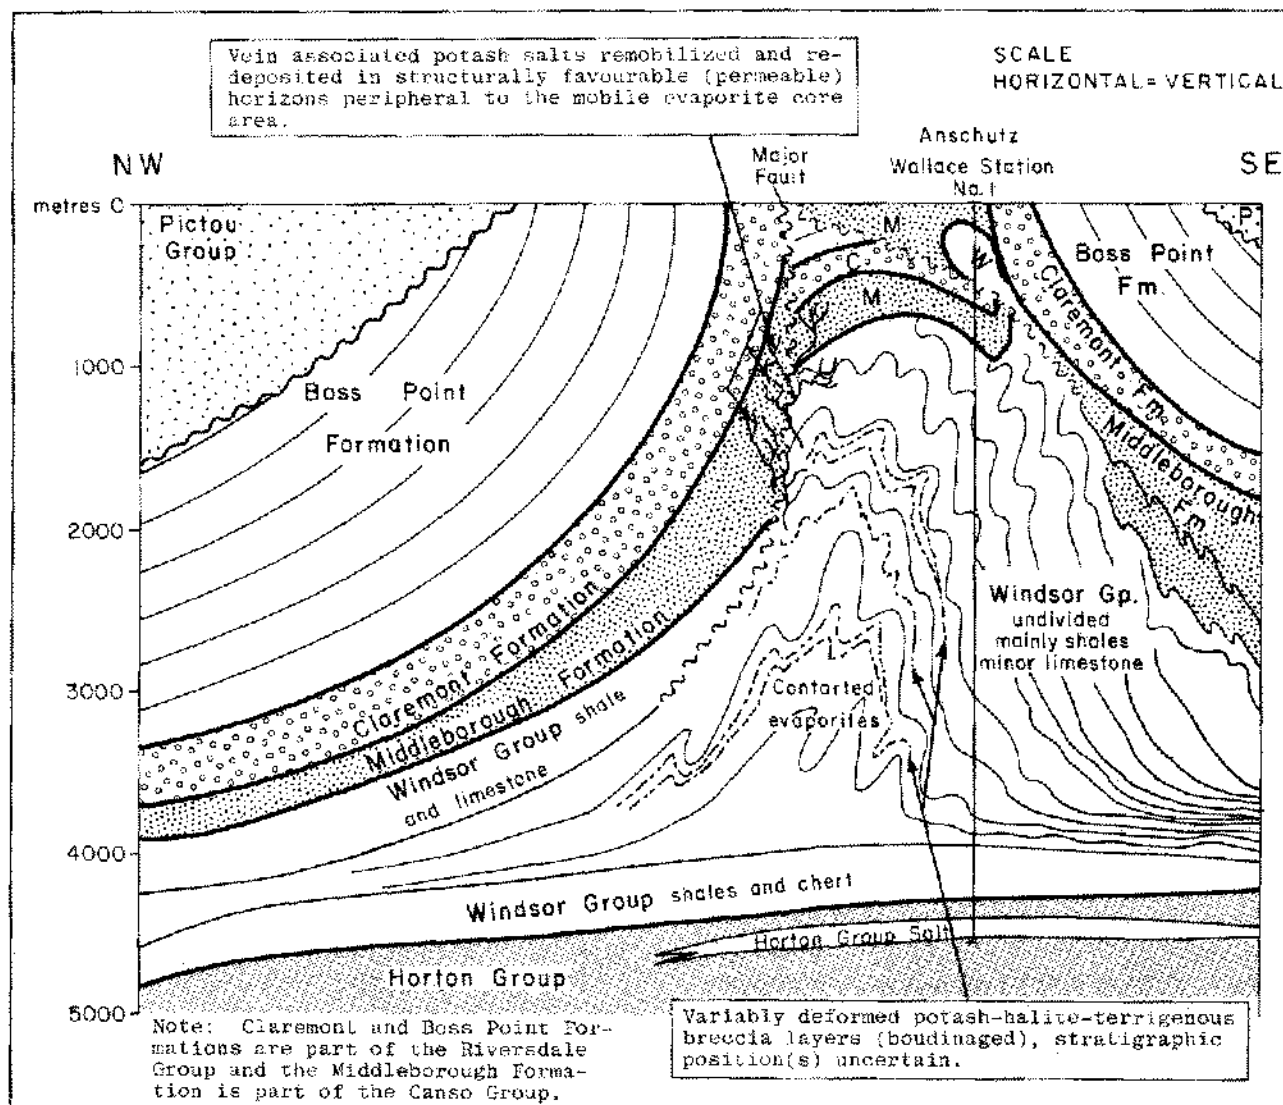 Vein associated potash salts remobilized and re-
deposited in structurally favourable (permeable)
horizons peripheral to the mobile evaporite core
area.
SCALE
HORIZONTAL = VERTICAL
NW
Major
Fault
Anschutz
Wallace Station
No. 1
SE
metres 0
Pictou
Group
M
C
M
W
P.
Boss Point
Fm.
Claremont Fm.
Middleborough Fm.
1000
Boss Point
Formation
2000
Windsor Gp.
undivided
mainly shales
minor limestone
3000
Claremont Formation
Middleborough Formation
Windsor Group shale
and limestone
Contorted
evaporites
4000
Windsor Group shales and chert
Horton Group Salt
Horton Group
5000
Note: Claremont and Boss Point For-
mations are part of the Riversdale
Group and the Middleborough Forma-
tion is part of the Canso Group.
Variably deformed potash-halite-terrigenous
breccia layers (boudinaged), stratigraphic
position(s) uncertain.